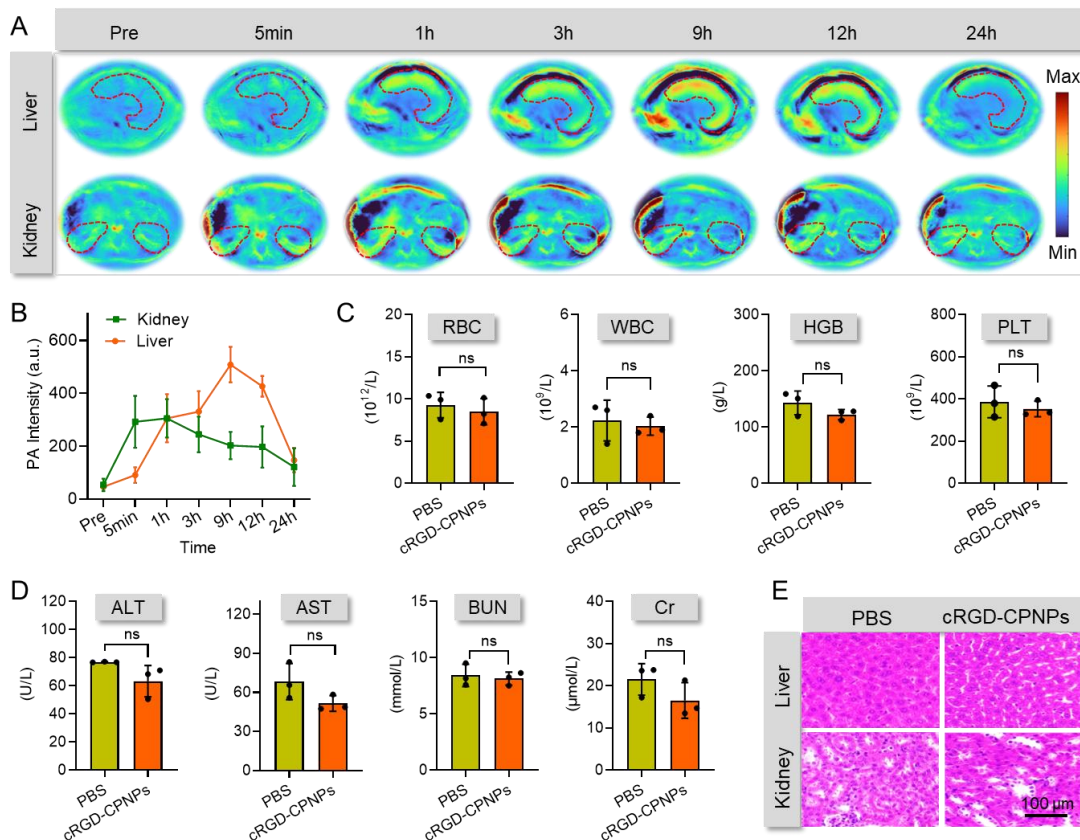 A
Pre 5min 1h 3h 9h 12h 24h
Liver
Kidney
Max
Min
B
Kidney
Liver
PA Intensity (a.u.)
600
400
200
0
Pre 5min 1h 3h 9h 12h 24h
Time
C
RBC
ns
(10¹²/L)
15
10
5
0
PBS
cRGD-CPNPs
WBC
ns
(10⁹/L)
6
4
2
0
PBS
cRGD-CPNPs
HGB
ns
(g/L)
300
200
100
0
PBS
cRGD-CPNPs
PLT
ns
(10⁹/L)
800
600
400
200
0
PBS
cRGD-CPNPs
D
ALT
ns
(U/L)
120
100
80
60
40
20
0
PBS
cRGD-CPNPs
AST
ns
(U/L)
120
90
60
30
0
PBS
cRGD-CPNPs
BUN
ns
(mmol/L)
15
10
5
0
PBS
cRGD-CPNPs
Cr
ns
(μmol/L)
40
30
20
10
0
PBS
cRGD-CPNPs
E
PBS cRGD-CPNPs
Liver
Kidney
100 μm